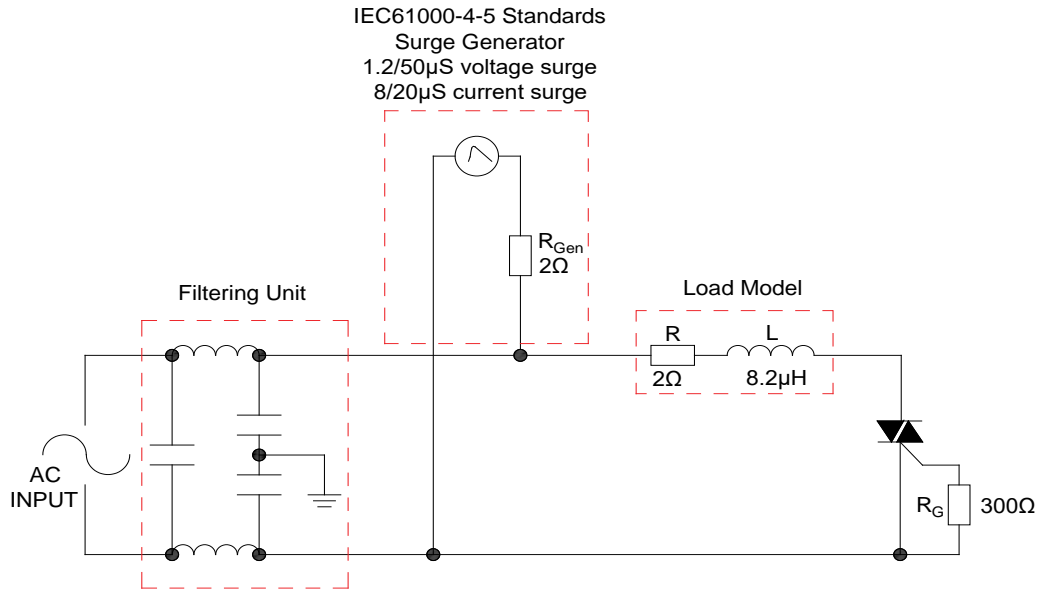 IEC61000-4-5 Standards
Surge Generator
1.2/50µS voltage surge
8/20µS current surge
RGen
2Ω
Filtering Unit
Load Model
R
L
2Ω
8.2µH
AC
INPUT
RG
300Ω